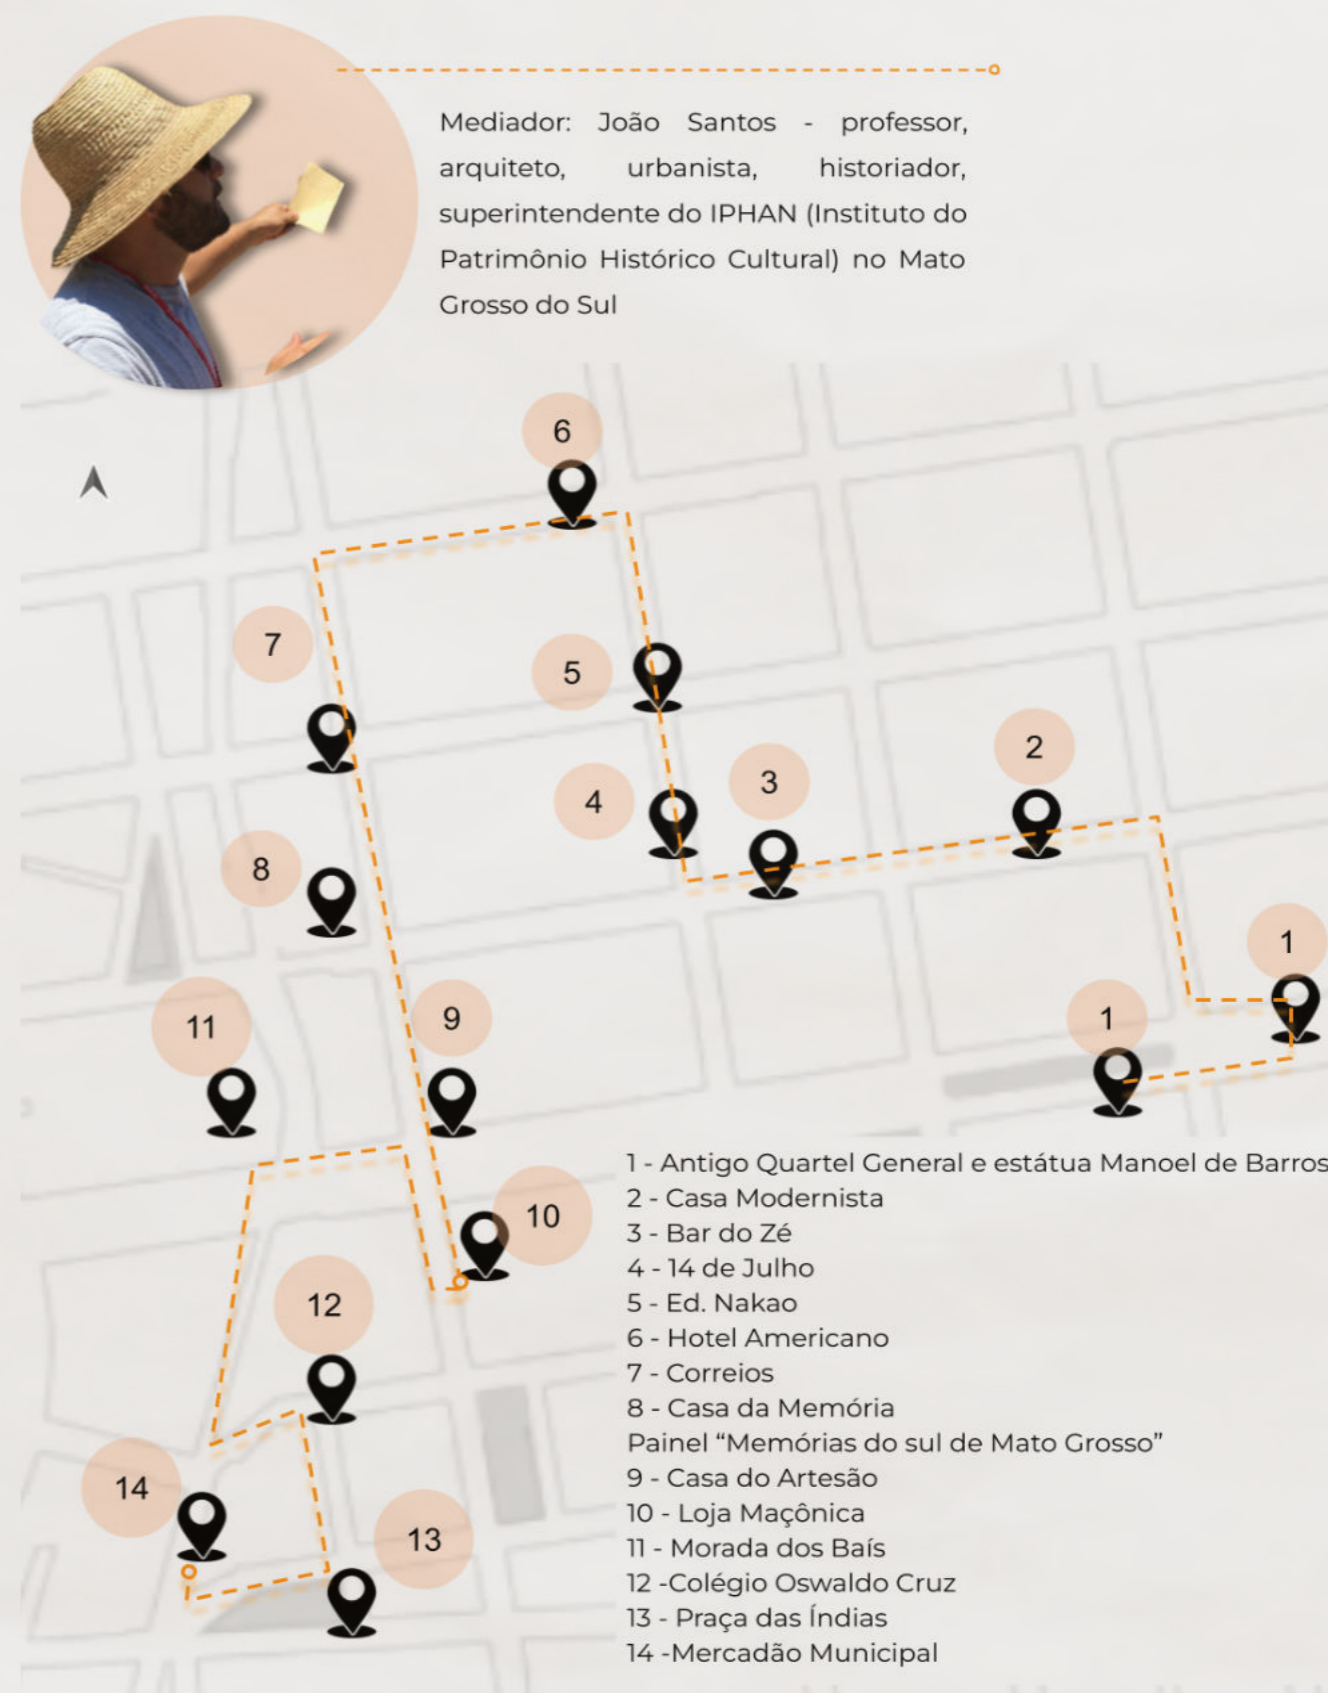 Mediador: João Santos - professor,
arquiteto, urbanista, historiador,
superintendente do IPHAN (Instituto do
Patrimônio Histórico Cultural) no Mato
Grosso do Sul
6
7
5
2
3
4
8
1
9
1
11
10
12
14
13
1 - Antigo Quartel General e estátua Manoel de Barros
2 - Casa Modernista
3 - Bar do Zé
4 - 14 de Julho
5 - Ed. Nakao
6 - Hotel Americano
7 - Correios
8 - Casa da Memória
Painel “Memórias do sul de Mato Grosso”
9 - Casa do Artesão
10 - Loja Maçônica
11 - Morada dos Baís
12 -Colégio Oswaldo Cruz
13 - Praça das Índias
14 -Mercadão Municipal